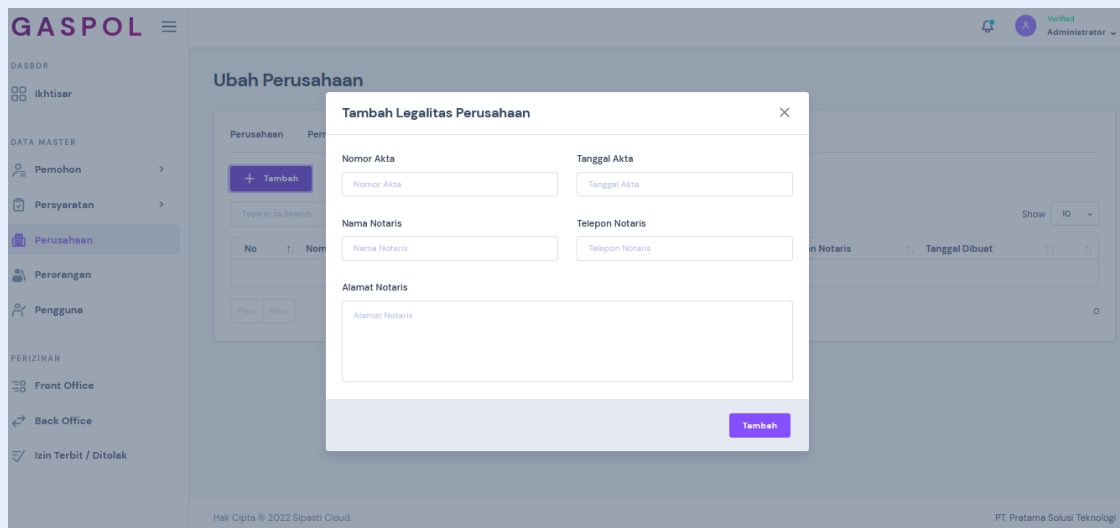 GASPOL
Verified
Administrator
DASBOR
Ikhtisar
DATA MASTER
Pemohon
Persyaratan
Perusahaan
Perorangan
Pengguna
PERIZINAN
Front Office
Back Office
Izin Terbit / Ditolak
Ubah Perusahaan
Perusahaan
+ Tambah
Type in to Search
Show 10
No
Notaris
Tanggal Dibuat
Prev Next
0
Tambah Legalitas Perusahaan
Nomor Akta Tanggal Akta
Nomor Akta Tanggal Akta
Nama Notaris Telepon Notaris
Nama Notaris Telepon Notaris
Alamat Notaris
Alamat Notaris
Tambah
Hak Cipta © 2022 Sipasti Cloud.
PT. Pratama Solusi Teknologi